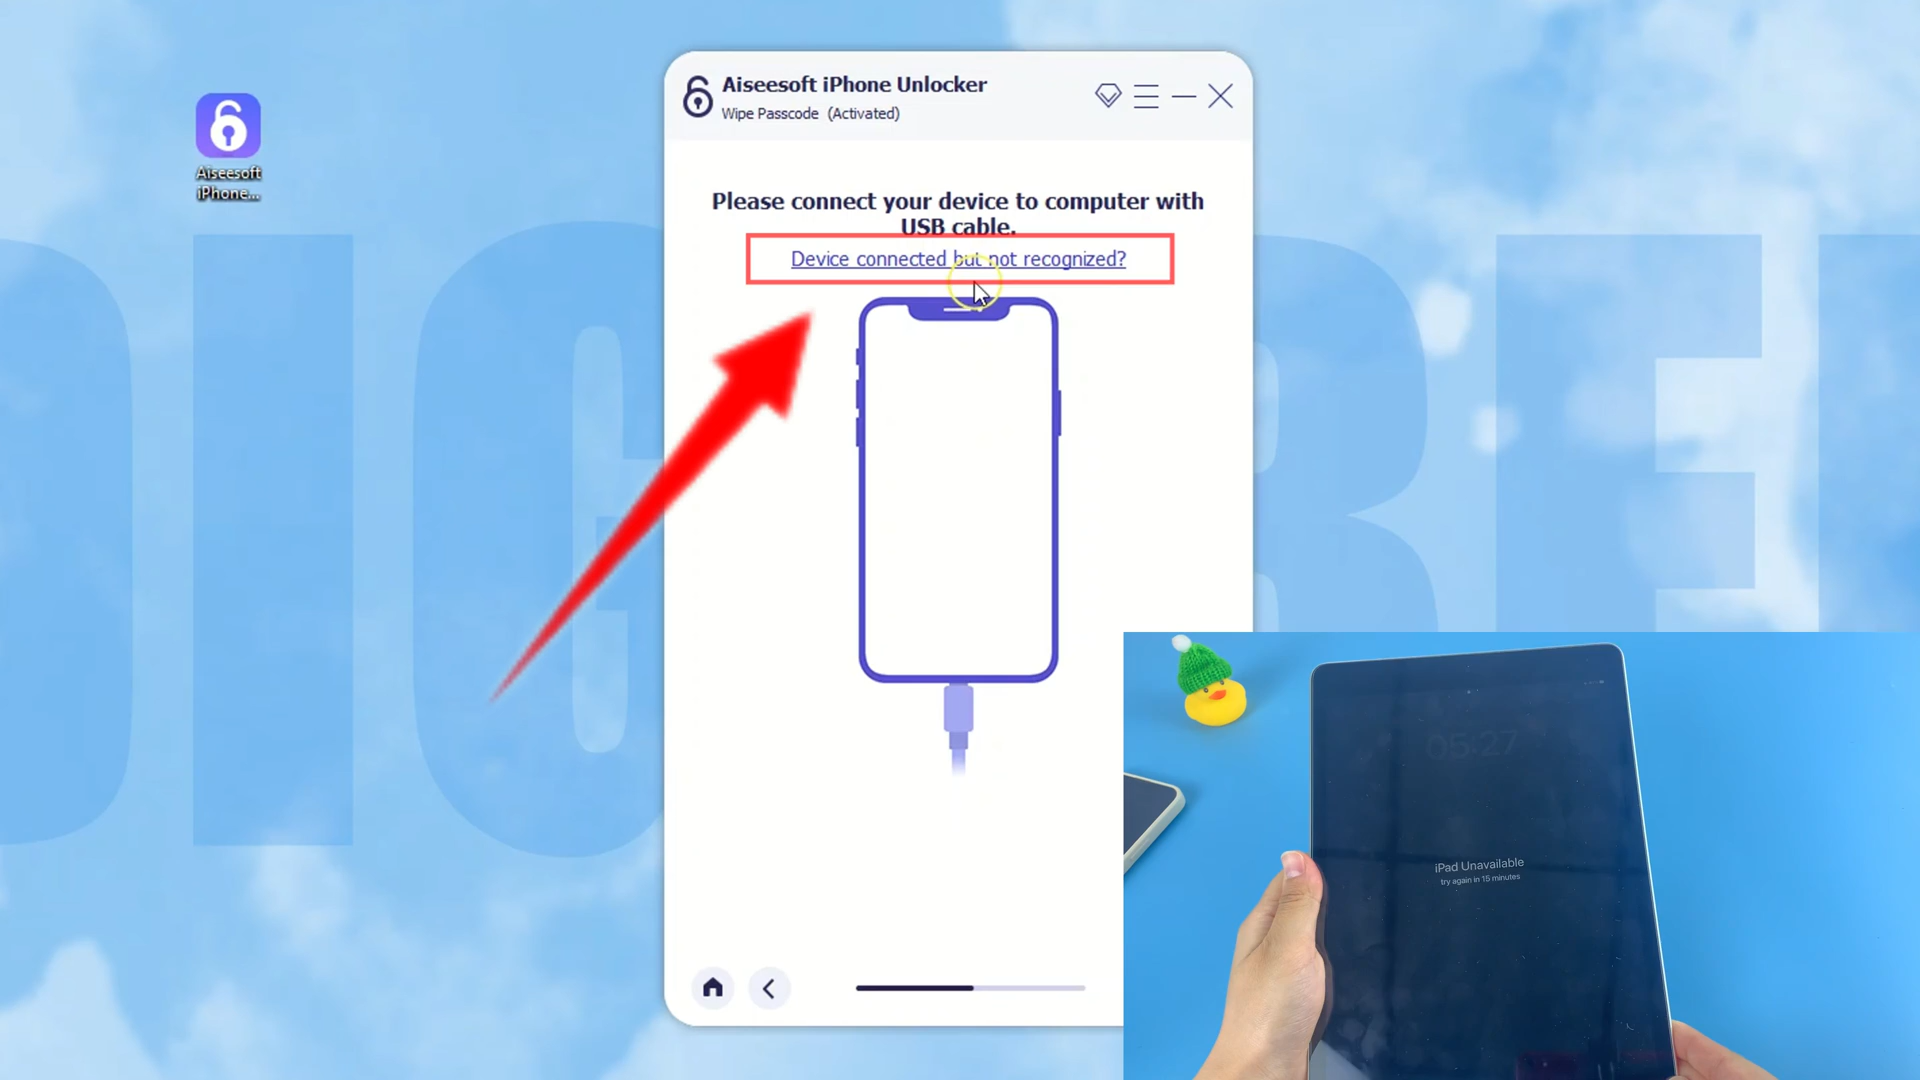 Aiseesoft iPhone Unlocker
Wipe Passcode (Activated)
Aiseesoft
iPhone...
Please connect your device to computer with
USB cable.
Device connected but not recognized?
05:27
iPad Unavailable
try again in 15 minutes